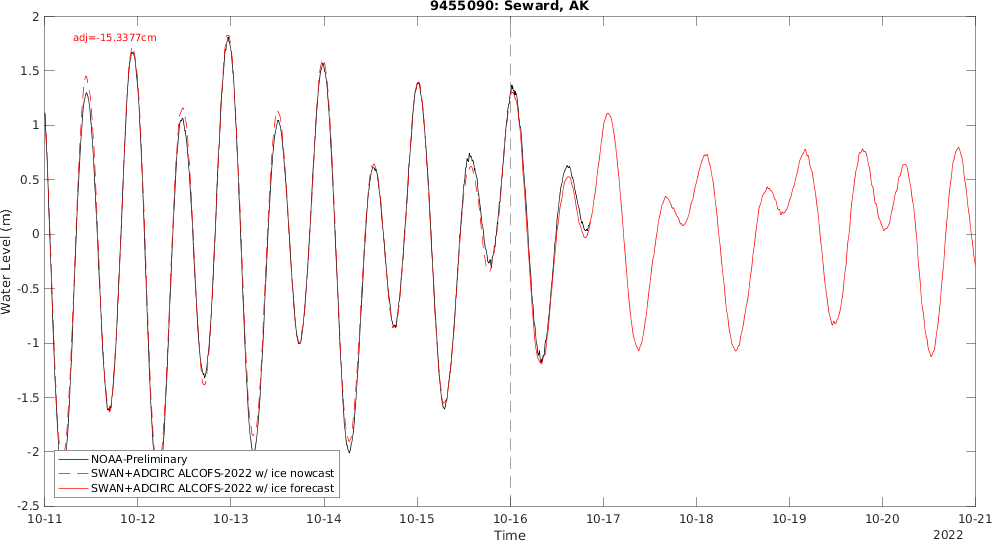 9455090: Seward, AK
adj=-15.3377cm
2
1.5
1
0.5
0
-0.5
-1
-1.5
-2
-2.5
Water Level (m)
NOAA-Preliminary
SWAN+ADCIRC ALCOFS-2022 w/ ice nowcast
SWAN+ADCIRC ALCOFS-2022 w/ ice forecast
10-11 10-12 10-13 10-14 10-15 10-16 10-17 10-18 10-19 10-20 10-21
Time
2022